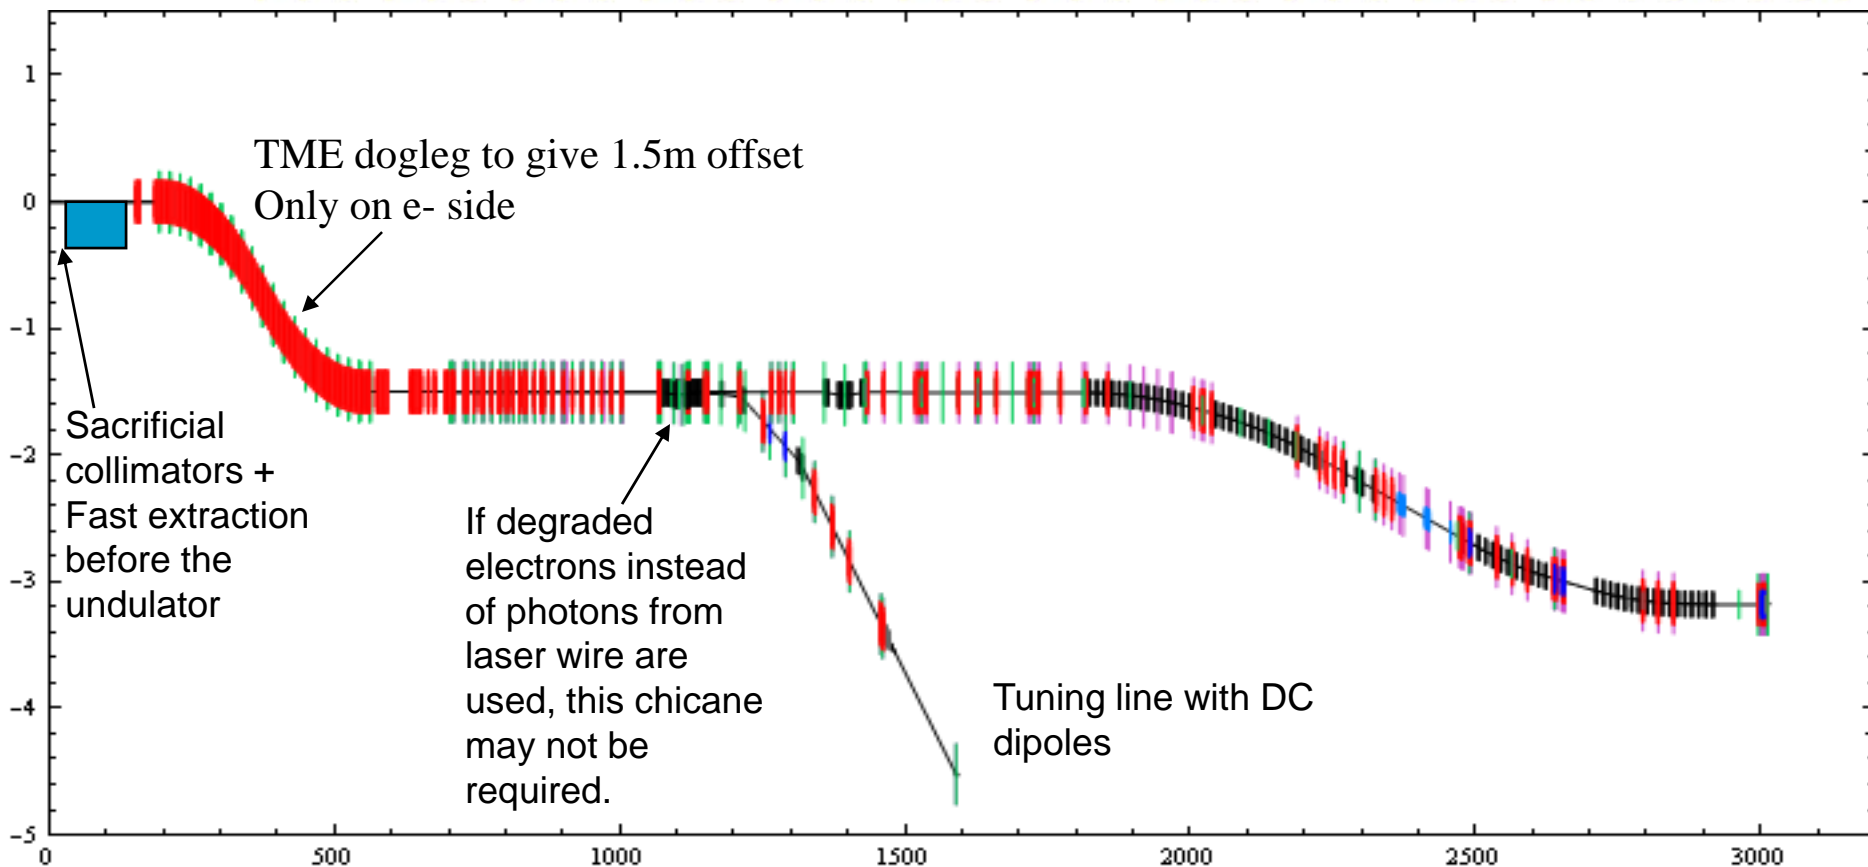 1
0
-1
-2
-3
-4
-5
0
500
1000
1500
2000
2500
3000
TME dogleg to give 1.5m offset
Only on e- side
Sacrificial
collimators +
Fast extraction
before the
undulator
If degraded
electrons instead
of photons from
laser wire are
used, this chicane
may not be
required.
Tuning line with DC
dipoles